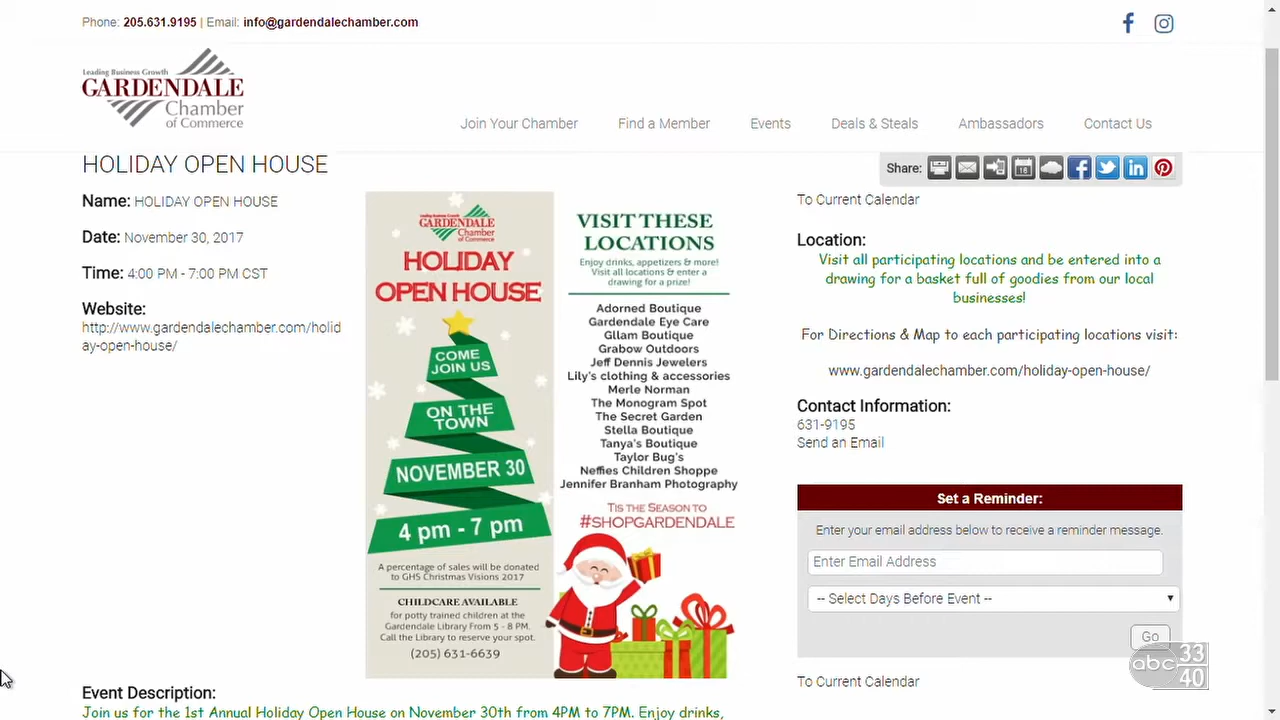 Phone: 205.631.9195 | Email: info@gardendalechamber.com
Leading Business Growth
GARDENDALE
Chamber
of Commerce
Join Your Chamber
Find a Member
Events
Deals & Steals
Ambassadors
Contact Us
HOLIDAY OPEN HOUSE
Share:
18
Name: HOLIDAY OPEN HOUSE
Date: November 30, 2017
Time: 4:00 PM - 7:00 PM CST
Website:
http://www.gardendalechamber.com/holid
ay-open-house/
Leading Business Growth
GARDENDALE
Chamber
of Commerce
HOLIDAY
OPEN HOUSE
COME
JOIN US
ON THE
TOWN
NOVEMBER 30
4 pm - 7 pm
A percentage of sales will be donated
to GHS Christmas Visions 2017
CHILDCARE AVAILABLE
for potty trained children at the
Gardendale Library From 5 - 8 PM.
Call the Library to reserve your spot.
(205) 631-6639
VISIT THESE
LOCATIONS
Enjoy drinks, appetizers & more!
Visit all locations & enter a
drawing for a prize!
Adorned Boutique
Gardendale Eye Care
Gllam Boutique
Grabow Outdoors
Jeff Dennis Jewelers
Lily's clothing & accessories
Merle Norman
The Monogram Spot
The Secret Garden
Stella Boutique
Tanya's Boutique
Taylor Bug's
Neffies Children Shoppe
Jennifer Branham Photography
Tis the Season to
#SHOPGARDENDALE
To Current Calendar
Location:
Visit all participating locations and be entered into a
drawing for a basket full of goodies from our local
businesses!
For Directions & Map to each participating locations visit:
www.gardendalechamber.com/holiday-open-house/
Contact Information:
631-9195
Send an Email
Set a Reminder:
Enter your email address below to receive a reminder message.
Enter Email Address
-- Select Days Before Event --
Go
To Current Calendar
abc 33 40
Event Description:
Join us for the 1st Annual Holiday Open House on November 30th from 4PM to 7PM. Enjoy drinks,